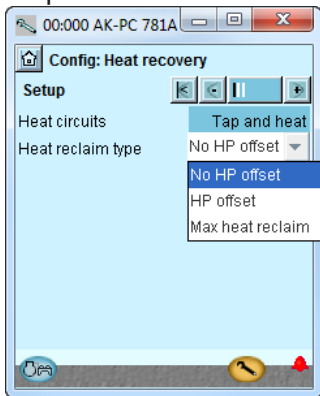 00:000 AK-PC 781A
Config: Heat recovery
Setup
Heat circuits Tap and heat
Heat reclaim type No HP offset
No HP offset
HP offset
Max heat reclaim